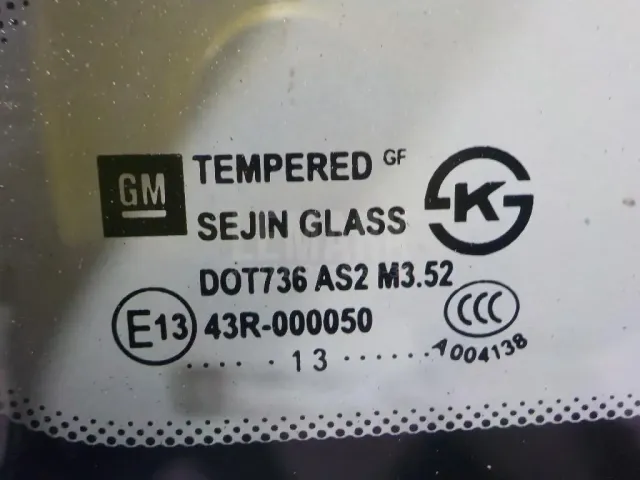 GM
TEMPERED GF
SEJIN GLASS
K
DOT736 AS2 M3.52
E13 43R-000050
CCC
..... 13 ......
A004138